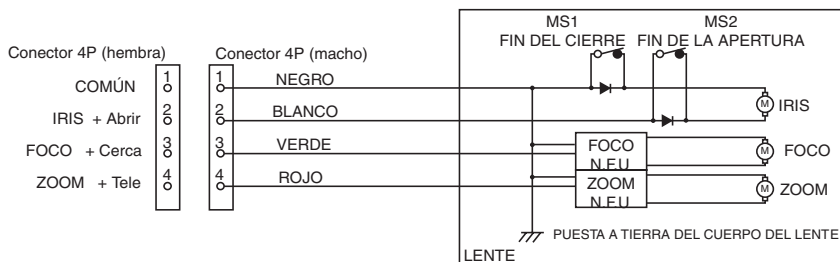 MS1
FIN DEL CIERRE
MS2
FIN DE LA APERTURA
Conector 4P (hembra)
Conector 4P (macho)
COMÚN 1
IRIS + Abrir 2
FOCO + Cerca 3
ZOOM + Tele 4
1 NEGRO
2 BLANCO
3 VERDE
4 ROJO
M IRIS
FOCO
N.F.U
M FOCO
ZOOM
N.F.U
M ZOOM
PUESTA A TIERRA DEL CUERPO DEL LENTE
LENTE